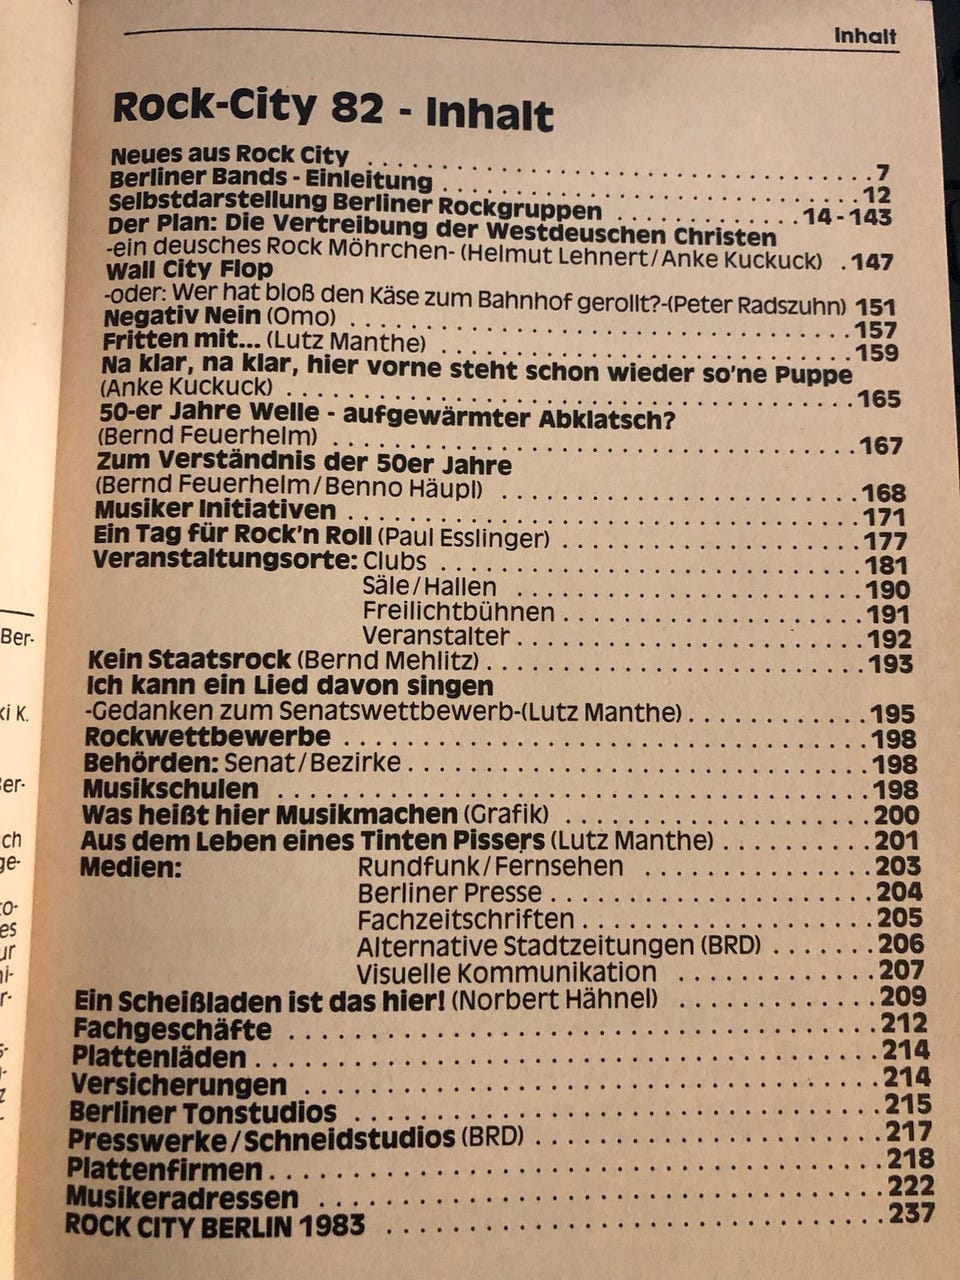 Inhalt
Rock-City 82 - Inhalt
Neues aus Rock City . . . . . . . . . . . . . . . . . . . . . . . . . . . . . . 7
Berliner Bands - Einleitung . . . . . . . . . . . . . . . . . . . . . . . . . 12
Selbstdarstellung Berliner Rockgruppen . . . . . . . . . . . . 14 - 143
Der Plan: Die Vertreibung der Westdeuschen Christen
-ein deusches Rock Möhrchen- (Helmut Lehnert/Anke Kuckuck) . 147
Wall City Flop
-oder: Wer hat bloß den Käse zum Bahnhof gerollt?-(Peter Radszuhn) 151
Negativ Nein (Omo) . . . . . . . . . . . . . . . . . . . . . . . . . . . . . . 157
Fritten mit... (Lutz Manthe) . . . . . . . . . . . . . . . . . . . . . . . . . 159
Na klar, na klar, hier vorne steht schon wieder so'ne Puppe
(Anke Kuckuck) . . . . . . . . . . . . . . . . . . . . . . . . . . . . . . . . . 165
50-er Jahre Welle - aufgewärmter Abklatsch?
(Bernd Feuerhelm) . . . . . . . . . . . . . . . . . . . . . . . . . . . . . . 167
Zum Verständnis der 50er Jahre
(Bernd Feuerhelm/Benno Häupl) . . . . . . . . . . . . . . . . . . . . 168
Musiker Initiativen . . . . . . . . . . . . . . . . . . . . . . . . . . . . . . . 171
Ein Tag für Rock'n Roll (Paul Esslinger) . . . . . . . . . . . . . . . . . 177
Veranstaltungsorte: Clubs . . . . . . . . . . . . . . . . . . . . . . . . . 181
Säle/Hallen . . . . . . . . . . . . . . . . . . . . 190
Freilichtbühnen . . . . . . . . . . . . . . . . . 191
Veranstalter . . . . . . . . . . . . . . . . . . . . 192
Kein Staatsrock (Bernd Mehlitz) . . . . . . . . . . . . . . . . . . . . . . 193
Ich kann ein Lied davon singen
-Gedanken zum Senatswettbewerb-(Lutz Manthe) . . . . . . . . . . 195
Rockwettbewerbe . . . . . . . . . . . . . . . . . . . . . . . . . . . . . . . 198
Behörden: Senat/Bezirke . . . . . . . . . . . . . . . . . . . . . . . . . . 198
Musikschulen . . . . . . . . . . . . . . . . . . . . . . . . . . . . . . . . . . 198
Was heißt hier Musikmachen (Grafik) . . . . . . . . . . . . . . . . . 200
Aus dem Leben eines Tinten Pissers (Lutz Manthe) . . . . . . . . . 201
Medien: Rundfunk/Fernsehen . . . . . . . . . . . . . 203
Berliner Presse . . . . . . . . . . . . . . . . . . 204
Fachzeitschriften . . . . . . . . . . . . . . . . 205
Alternative Stadtzeitungen (BRD) . . . . . . 206
Visuelle Kommunikation . . . . . . . . . . . 207
Ein Scheißladen ist das hier! (Norbert Hähnel) . . . . . . . . . . . 209
Fachgeschäfte . . . . . . . . . . . . . . . . . . . . . . . . . . . . . . . . . 212
Plattenläden . . . . . . . . . . . . . . . . . . . . . . . . . . . . . . . . . . . 214
Versicherungen . . . . . . . . . . . . . . . . . . . . . . . . . . . . . . . . 214
Berliner Tonstudios . . . . . . . . . . . . . . . . . . . . . . . . . . . . . 215
Presswerke/Schneidstudios (BRD) . . . . . . . . . . . . . . . . . . . . 217
Plattenfirmen . . . . . . . . . . . . . . . . . . . . . . . . . . . . . . . . . . 218
Musikeradressen . . . . . . . . . . . . . . . . . . . . . . . . . . . . . . . 222
ROCK CITY BERLIN 1983 . . . . . . . . . . . . . . . . . . . . . . . . . . . 237